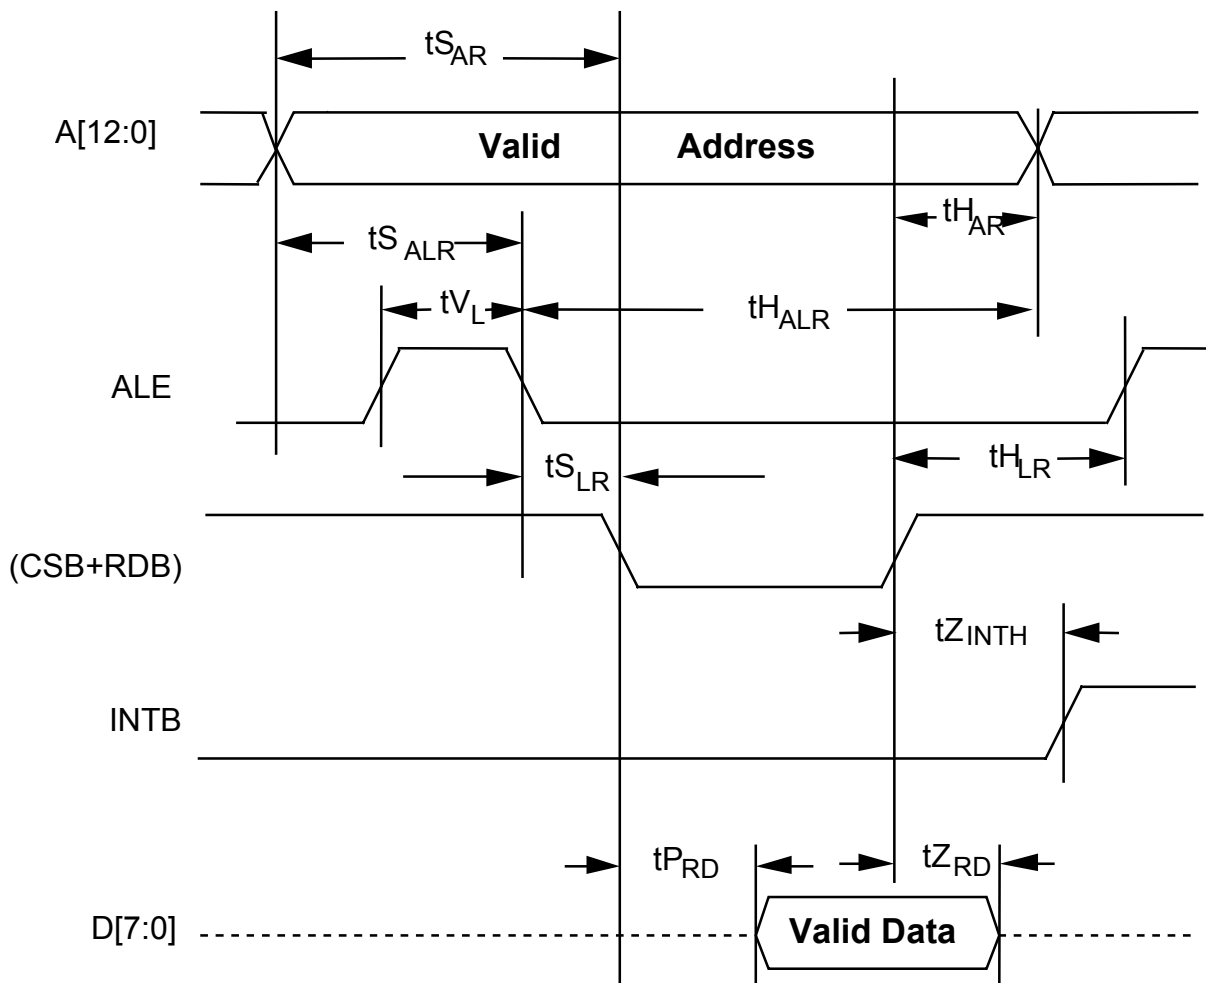 tSAR
A[12:0]
Valid Address
tHAR
tSALR
tVL
tHALR
ALE
tSLR
tHLR
(CSB+RDB)
tZINTH
INTB
tPRD
tZRD
D[7:0]
Valid Data